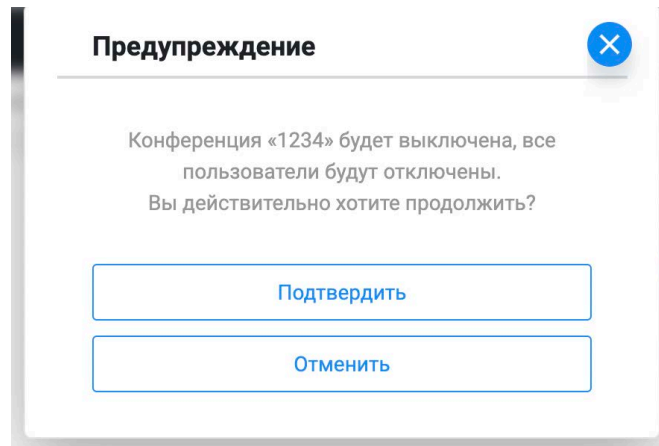 Предупреждение
Конференция «1234» будет выключена, все
пользователи будут отключены.
Вы действительно хотите продолжить?
Подтвердить
Отменить